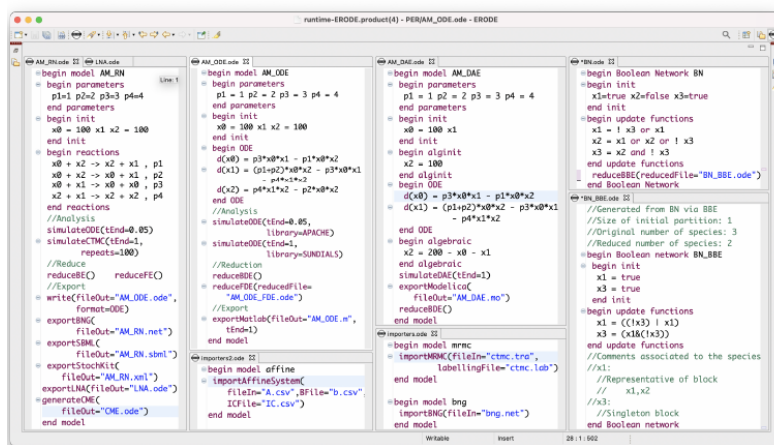 runtime-ERODE.product(4) - PER/AM_ODE.ode - ERODE
AM_RN.ode
LNA.ode
begin model AM_RN
Line: 1
begin parameters
p1=1 p2=2 p3=3 p4=4
end parameters
begin init
x0 = 100 x1 x2 = 100
end init
begin reactions
x0 + x2 -> x2 + x1 , p1
x0 + x2 -> x0 + x1 , p2
x0 + x1 -> x0 + x0 , p3
x2 + x1 -> x2 + x2 , p4
end reactions
//Analysis
simulateODE(tEnd=0.05)
simulateCTMC(tEnd=1,
repeats=100)
//Reduce
reduceBE() reduceFE()
//Export
write(fileOut="AM_ODE.ode",
format=ODE)
exportBNG(
fileOut="AM_RN.net")
exportSBML(
fileOut="AM_RN.sbml")
exportStochKit(
fileOut="AM_RN.xml")
exportLNA(fileOut="LNA.ode")
generateCME(
fileOut="CME.ode")
end model
AM_ODE.ode
begin model AM_ODE
begin parameters
p1 = 1 p2 = 2 p3 = 3 p4 = 4
end parameters
begin init
x0 = 100 x1 x2 = 100
end init
begin ODE
d(x0) = p3*x0*x1 - p1*x0*x2
d(x1) = (p1+p2)*x0*x2 - p3*x0*x1
- p4*x1*x2
d(x2) = p4*x1*x2 - p2*x0*x2
end ODE
//Analysis
simulateODE(tEnd=0.05,
library=APACHE)
simulateODE(tEnd=1,
library=SUNDIALS)
//Reduction
reduceBDE()
reduceFDE(reducedFile=
"AM_ODE_FDE.ode")
//Export
exportMatlab(fileOut="AM_ODE.m",
tEnd=1)
end model
importers2.ode
begin model affine
importAffineSystem(
fileIn="A.csv",BFile="b.csv",
ICFile="IC.csv")
end model
AM_DAE.ode
begin model AM_DAE
begin parameters
p1 = 1 p2 = 2 p3 = 3 p4 = 4
end parameters
begin init
x0 = 100 x1
end init
begin alginit
x2 = 100
end alginit
begin ODE
d(x0) = p3*x0*x1 - p1*x0*x2
d(x1) = (p1+p2)*x0*x2 - p3*x0*x1
- p4*x1*x2
end ODE
begin algebraic
x2 = 200 - x0 - x1
end algebraic
simulateDAE(tEnd=1)
exportModelica(
fileOut="AM_DAE.mo")
reduceBDE()
end model
importers.ode
begin model mrmc
importMRMC(fileIn="ctmc.tra",
labellingFile="ctmc.lab")
end model
begin model bng
importBNG(fileIn="bng.net")
end model
*BN.ode
begin Boolean Network BN
begin init
x1=true x2=false x3=true
end init
begin update functions
x1 = ! x3 or x1
x2 = x1 or x2 or ! x3
x3 = x2 and ! x3
end update functions
reduceBBE(reducedFile="BN_BBE.ode")
end Boolean Network
*BN_BBE.ode
//Generated from BN via BBE
//Size of initial partition: 1
//Original number of species: 3
//Reduced number of species: 2
begin Boolean network BN_BBE
begin init
x1 = true
x3 = true
end init
begin update functions
x1 = ((!x3) | x1)
x3 = (x1&(!x3))
end update functions
//Comments associated to the species
//x1:
//Representative of block
// x1,x2
//x3:
//Singleton block
end Boolean network
Writable
Insert
28 : 1 : 502